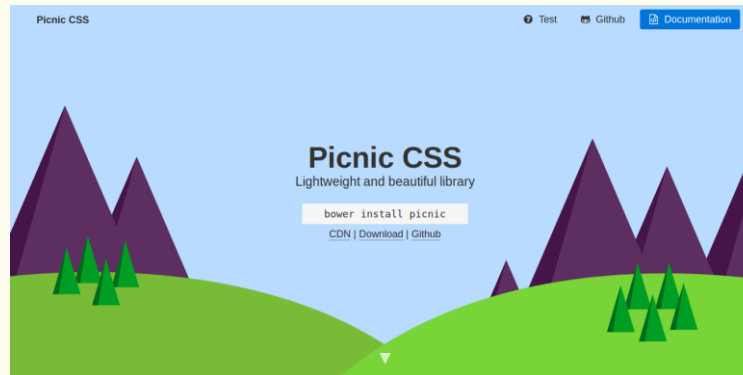 Picnic CSS
Test Github Documentation
Picnic CSS
Lightweight and beautiful library
bower install picnic
CDN | Download | Github